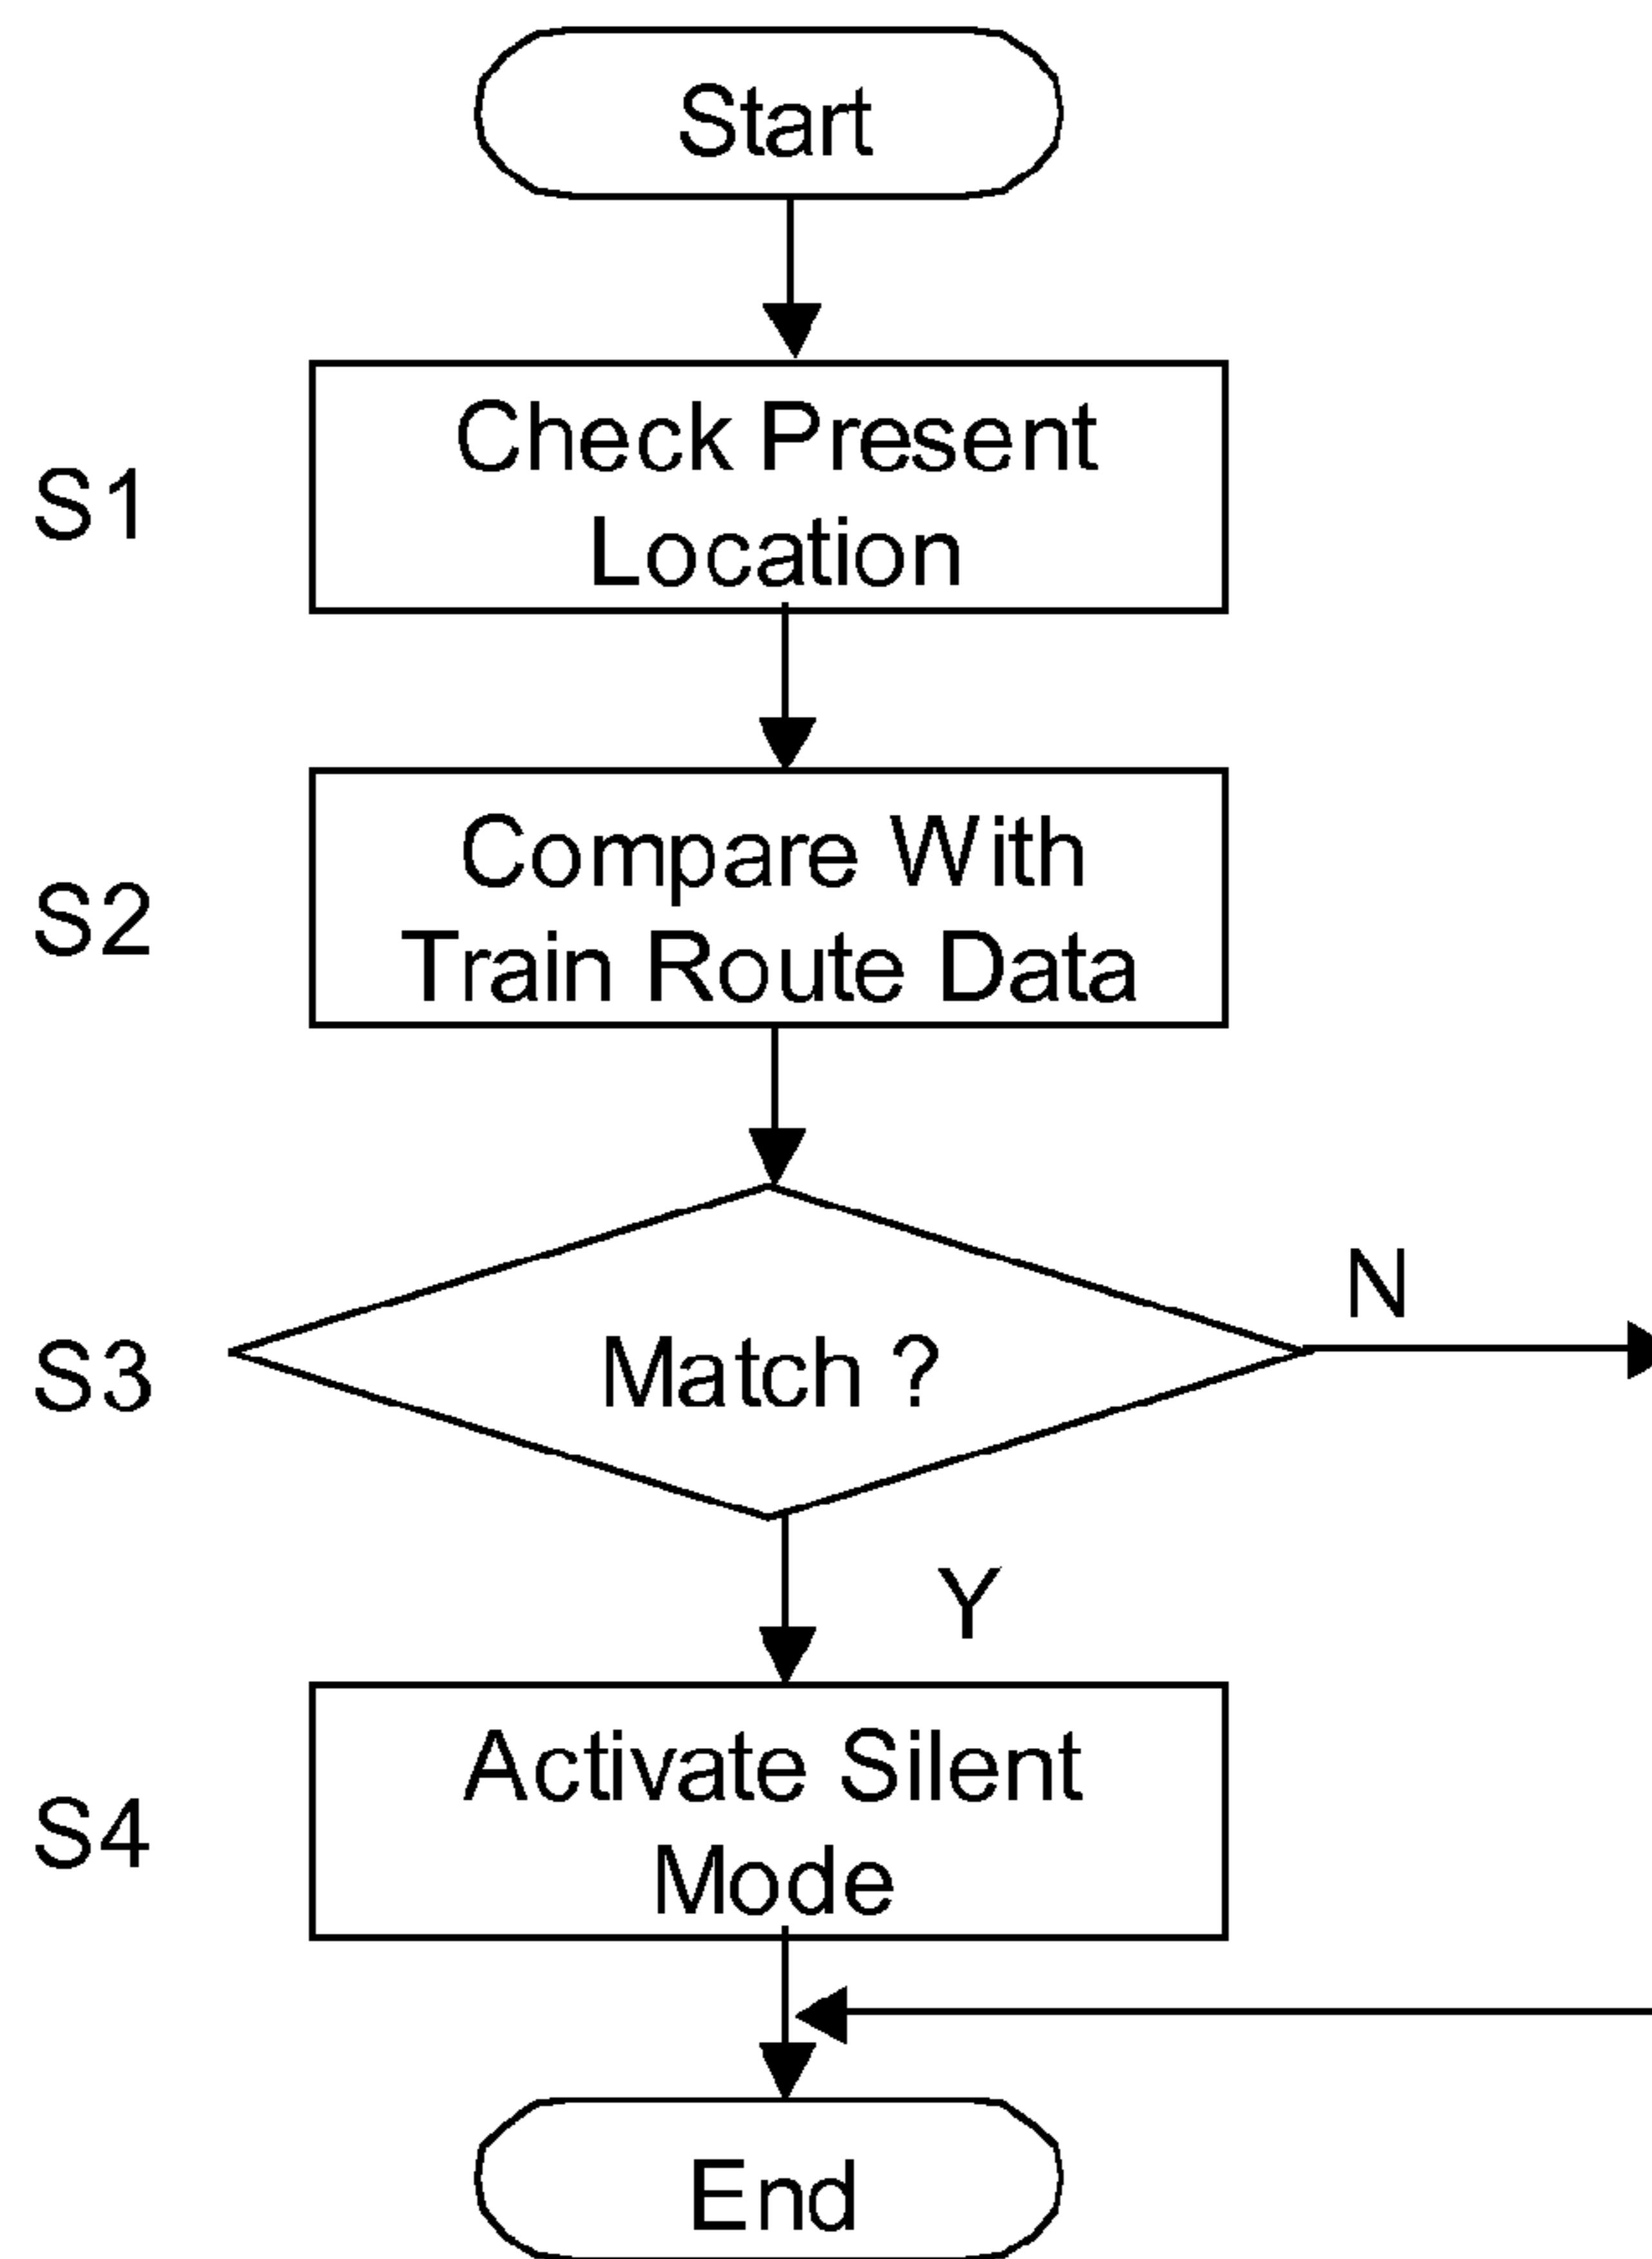 Start
S1
Check Present
Location
S2
Compare With
Train Route Data
S3
Match ?
N
Y
S4
Activate Silent
Mode
End